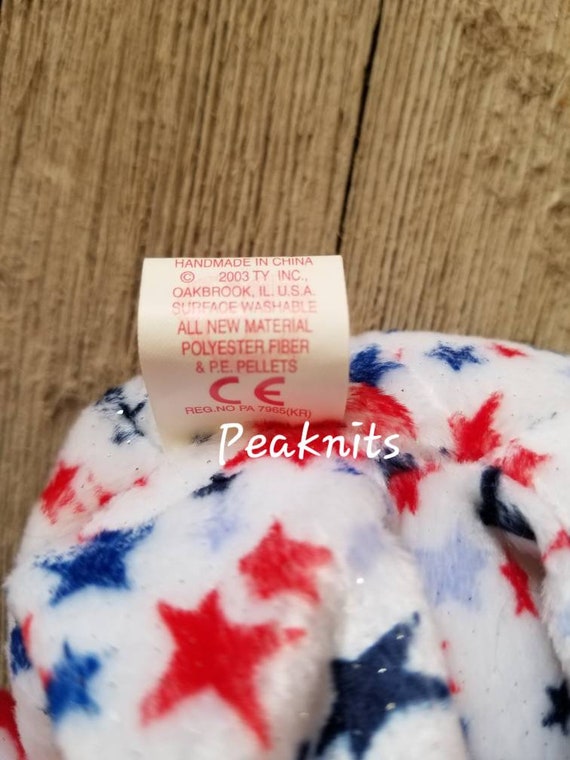 HANDMADE IN CHINA
© 2003 TY INC.,
OAKBROOK, IL. U.S.A.
SURFACE WASHABLE
ALL NEW MATERIAL
POLYESTER FIBER
& P.E. PELLETS
CE
REG.NO PA 7965(KR)
Peaknits